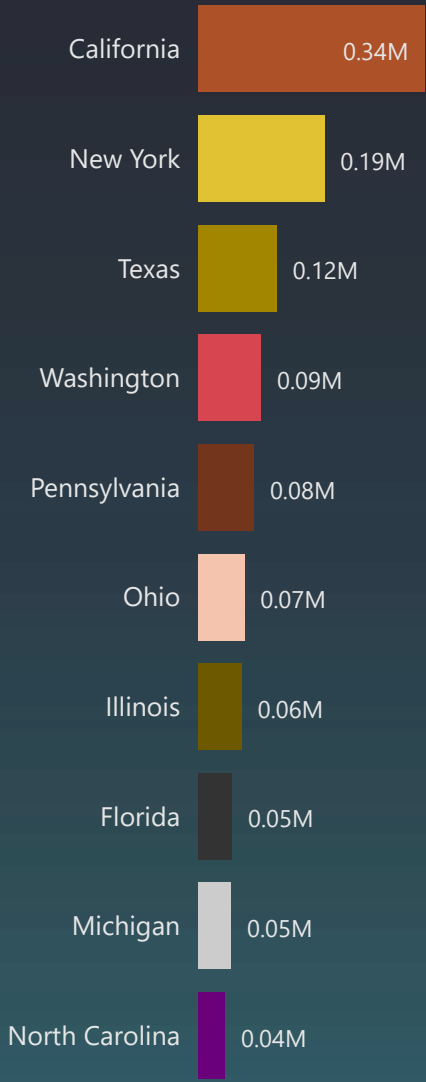 California 0.34M
New York 0.19M
Texas 0.12M
Washington 0.09M
Pennsylvania 0.08M
Ohio 0.07M
Illinois 0.06M
Florida 0.05M
Michigan 0.05M
North Carolina 0.04M